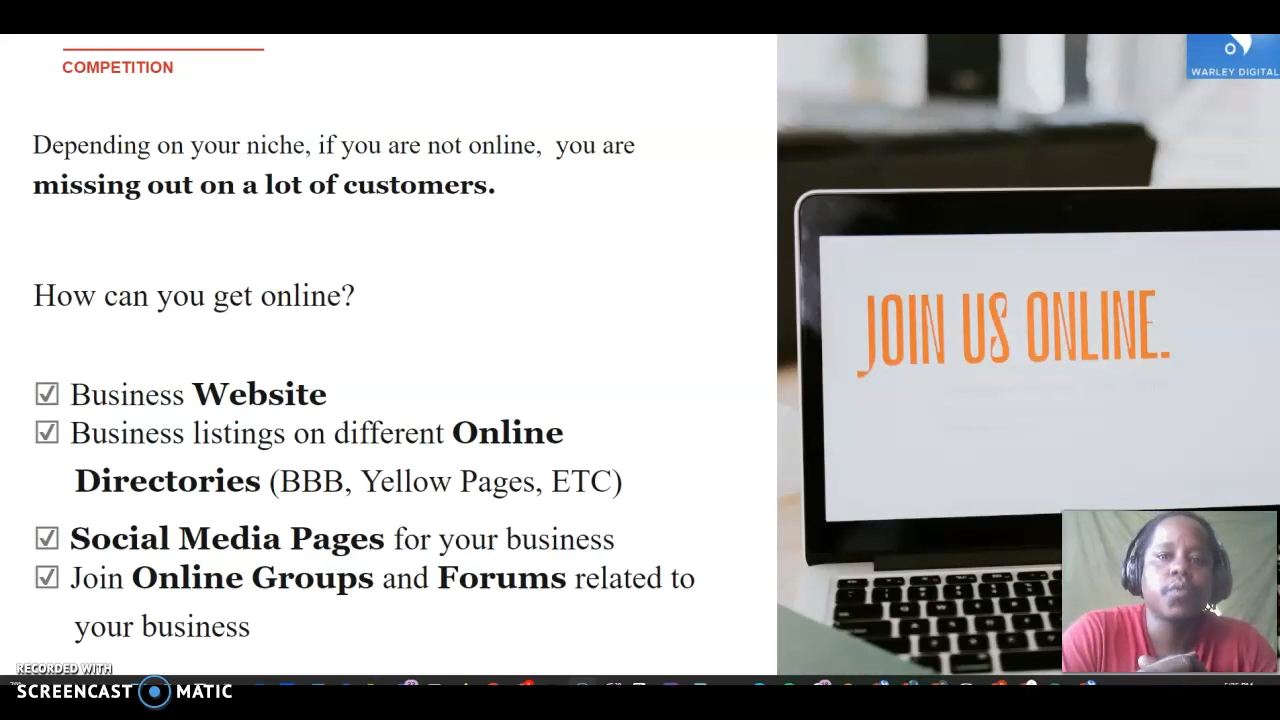 COMPETITION
WARLEY DIGITAL
Depending on your niche, if you are not online, you are
missing out on a lot of customers.
How can you get online?
JOIN US ONLINE.
Business Website
Business listings on different Online
Directories (BBB, Yellow Pages, ETC)
Social Media Pages for your business
Join Online Groups and Forums related to
your business
RECORDED WITH
SCREENCAST MATIC